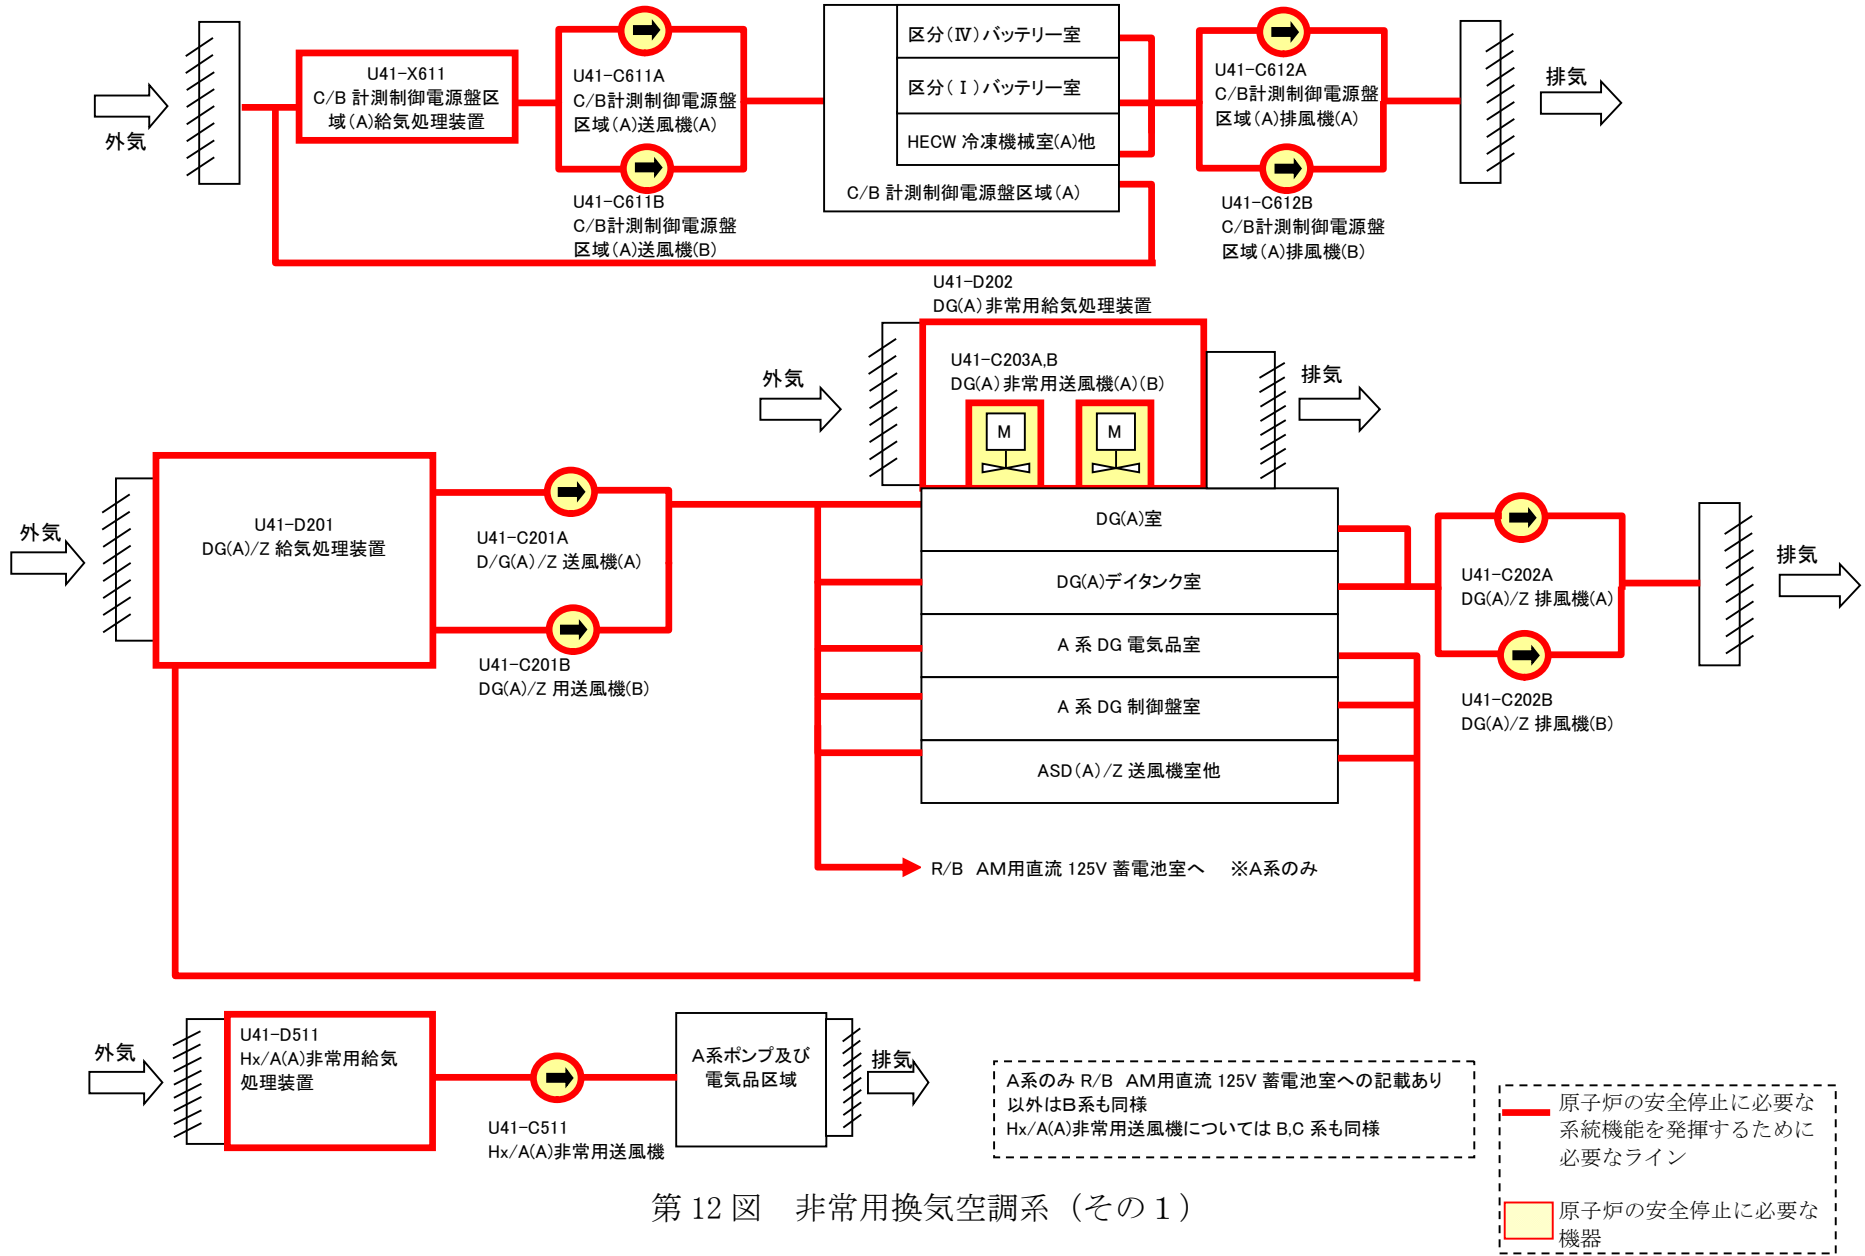 外気
U41-X611
C/B 計測制御電源盤区
域(A)給気処理装置
U41-C611A
C/B計測制御電源盤
区域(A)送風機(A)
U41-C611B
C/B計測制御電源盤
区域(A)送風機(B)
区分(Ⅳ)バッテリー室
区分(Ⅰ)バッテリー室
HECW 冷凍機械室(A)他
C/B 計測制御電源盤区域(A)
U41-C612A
C/B計測制御電源盤
区域(A)排風機(A)
U41-C612B
C/B計測制御電源盤
区域(A)排風機(B)
排気
U41-D202
DG(A)非常用給気処理装置
外気
U41-C203A,B
DG(A)非常用送風機(A)(B)
M
M
排気
外気
U41-D201
DG(A)/Z 給気処理装置
U41-C201A
D/G(A)/Z 送風機(A)
U41-C201B
DG(A)/Z 用送風機(B)
DG(A)室
DG(A)デイタンク室
A 系 DG 電気品室
A 系 DG 制御盤室
ASD(A)/Z 送風機室他
U41-C202A
DG(A)/Z 排風機(A)
U41-C202B
DG(A)/Z 排風機(B)
排気
R/B AM用直流 125V 蓄電池室へ ※A系のみ
外気
U41-D511
Hx/A(A)非常用給気
処理装置
U41-C511
Hx/A(A)非常用送風機
A系ポンプ及び
電気品区域
排気
A系のみ R/B AM用直流 125V 蓄電池室への記載あり
以外はB系も同様
Hx/A(A)非常用送風機については B,C 系も同様
原子炉の安全停止に必要な
系統機能を発揮するために
必要なライン
原子炉の安全停止に必要な
機器
第 12 図 非常用換気空調系（その１）